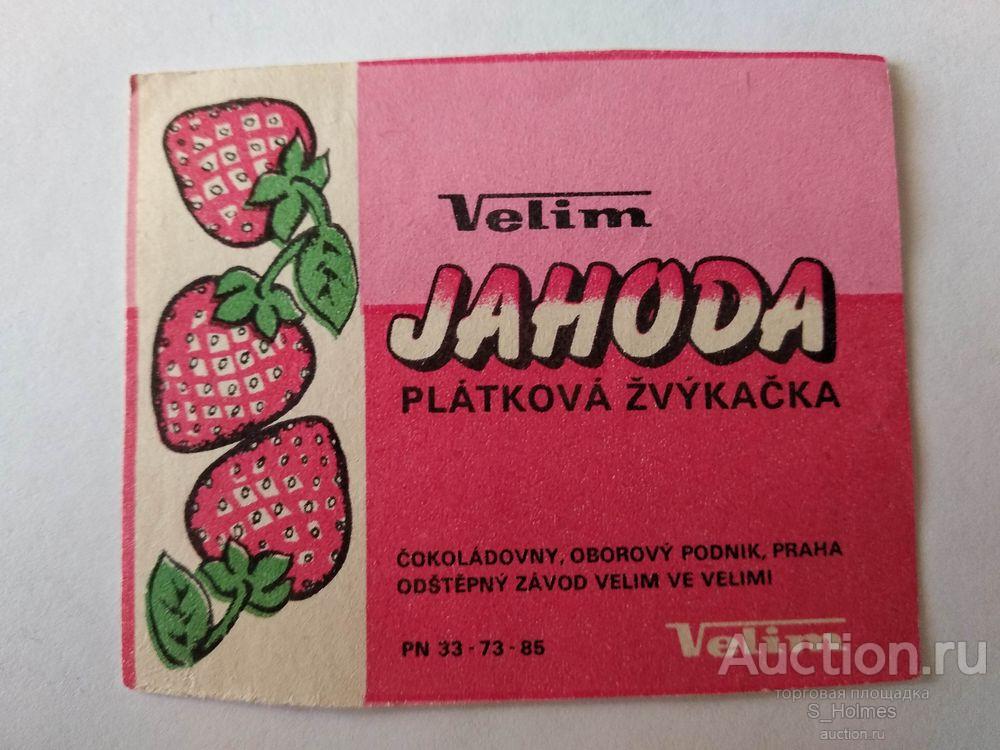 Velim
JAHODA
PLÁTKOVÁ ŽVÝKAČKA
ČOKOLÁDOVNY, OBOROVÝ PODNIK, PRAHA
ODŠTĚPNÝ ZÁVOD VELIM VE VELIMI
PN 33-73-85
Velim
Auction.ru
торговая площадка
S_Holmes
auction.ru